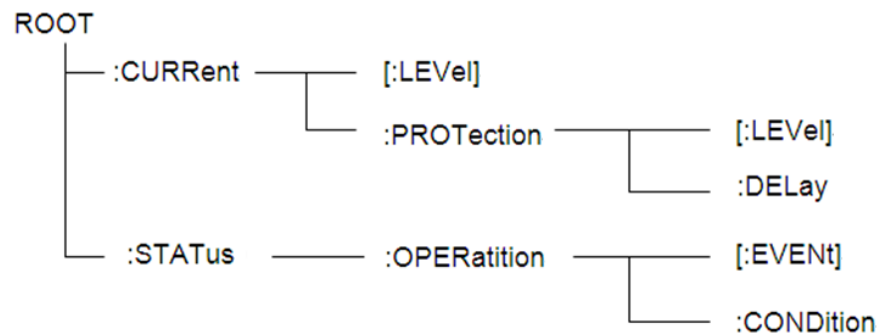 ROOT
:CURRent [:LEVel]
:PROTection [:LEVel]
:DELay
:STATus :OPERatition [:EVENt]
:CONDition